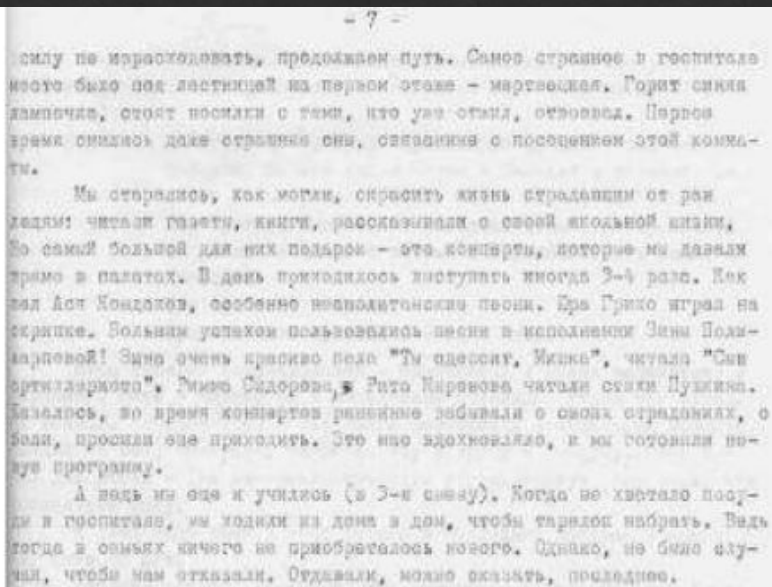 - 7 -
силу не израсходовать, продолжаем путь. Самое страшное в госпитале
место было под лестницей на первом этаже - мертвецкая. Горит синяя
лампочка, стоят носилки с теми, кто уже отжил, отвоевал. Первое
время снились даже страшные сны, связанные с посещением этой комна-
ты.
Мы старались, как могли, скрасить жизнь страдавшим от ран
людям: читали газеты, книги, рассказывали о своей школьной жизни.
Но самый большой для них подарок - это концерты, которые мы давали
прямо в палатах. В день приходилось выступать иногда 3-4 раза. Как
пел Ася Кондаков, особенно неаполитанские песни. Юра Грико играл на
скрипке. Большим успехом пользовались песни в исполнении Зины Поли-
карповой! Зина очень красиво пела "Ты одессит, Мишка", читала "Сын
артиллериста". Римма Сидорова, Рита Миронова читали стихи Пушкина.
Казалось, во время концертов раненые забывали о своих страданиях, о
боли, просили еще приходить. Это нас вдохновляло, и мы готовили но-
вую программу.
А ведь мы еще и учились (в 3-ю смену). Когда не хватало посу-
ды в госпитале, мы ходили из дома в дом, чтобы тарелок набрать. Ведь
тогда в семьях ничего не приобреталось нового. Однако, не было слу-
чая, чтобы нам отказали. Отдавали, можно сказать, последнее.